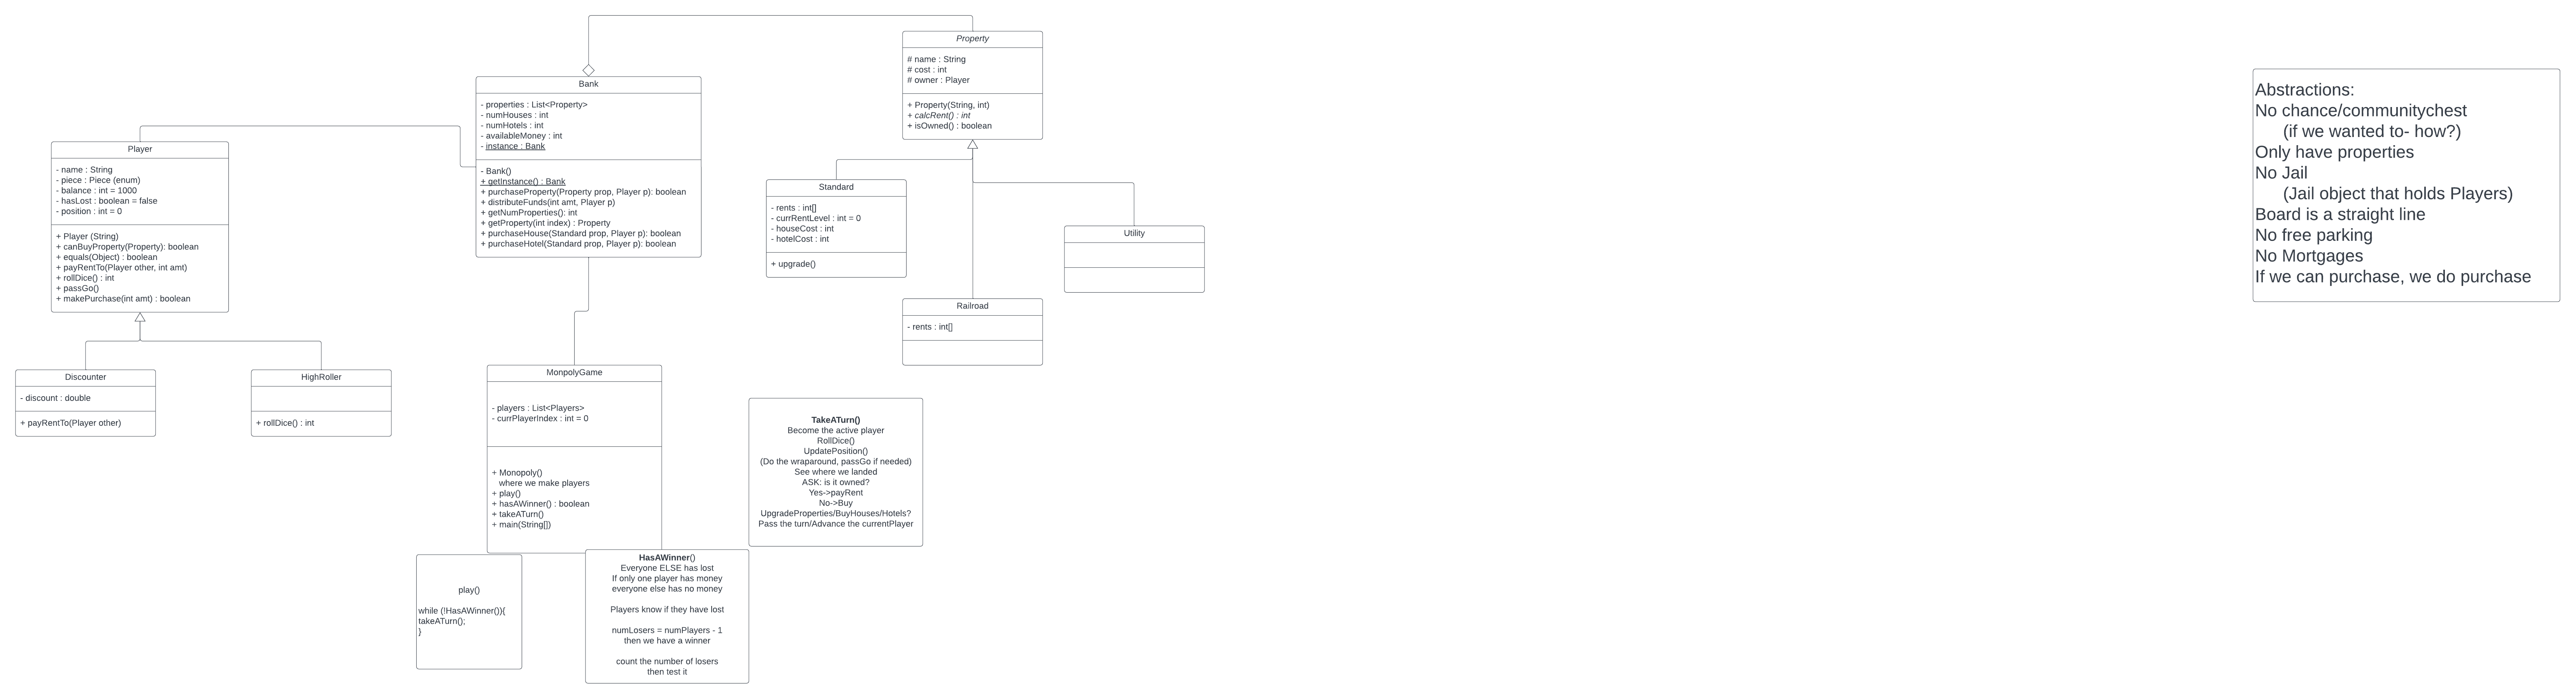 Property
# name : String
# cost : int
# owner : Player
+ Property(String, int)
+ calcRent() : int
+ isOwned() : boolean
Bank
- properties : List<Property>
- numHouses : int
- numHotels : int
- availableMoney : int
- instance : Bank
- Bank()
+ getInstance() : Bank
+ purchaseProperty(Property prop, Player p): boolean
+ distributeFunds(int amt, Player p)
+ getNumProperties(): int
+ getProperty(int index) : Property
+ purchaseHouse(Standard prop, Player p): boolean
+ purchaseHotel(Standard prop, Player p): boolean
Player
- name : String
- piece : Piece (enum)
- balance : int = 1000
- hasLost : boolean = false
- position : int = 0
+ Player (String)
+ canBuyProperty(Property): boolean
+ equals(Object) : boolean
+ payRentTo(Player other, int amt)
+ rollDice() : int
+ passGo()
+ makePurchase(int amt) : boolean
Standard
- rents : int[]
- currRentLevel : int = 0
- houseCost : int
- hotelCost : int
+ upgrade()
Utility
Railroad
- rents : int[]
Discounter
- discount : double
+ payRentTo(Player other)
HighRoller
+ rollDice() : int
MonpolyGame
- players : List<Players>
- currPlayerIndex : int = 0
+ Monopoly()
where we make players
+ play()
+ hasAWinner() : boolean
+ takeATurn()
+ main(String[])
TakeATurn()
Become the active player
RollDice()
UpdatePosition()
(Do the wraparound, passGo if needed)
See where we landed
ASK: is it owned?
Yes->payRent
No->Buy
UpgradeProperties/BuyHouses/Hotels?
Pass the turn/Advance the currentPlayer
play()
while (!HasAWinner()){
takeATurn();
}
HasAWinner()
Everyone ELSE has lost
If only one player has money
everyone else has no money
Players know if they have lost
numLosers = numPlayers - 1
then we have a winner
count the number of losers
then test it
Abstractions:
No chance/communitychest
(if we wanted to- how?)
Only have properties
No Jail
(Jail object that holds Players)
Board is a straight line
No free parking
No Mortgages
If we can purchase, we do purchase